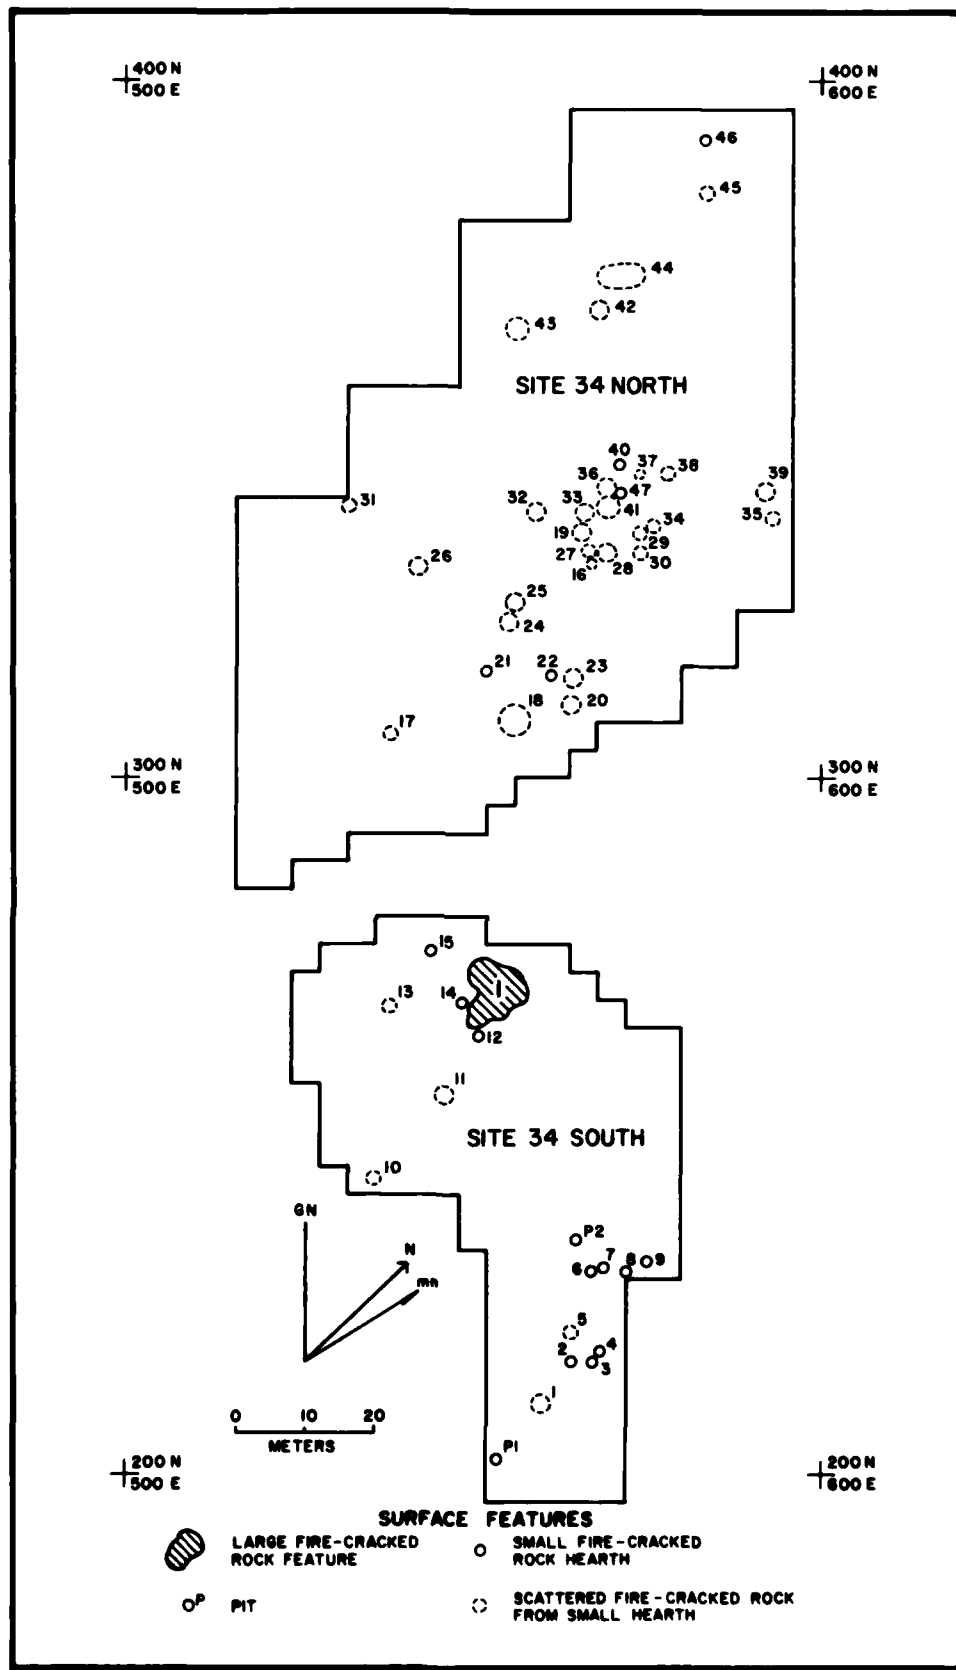 400 N
500 E
400 N
600 E
46
45
44
42
43
SITE 34 NORTH
40
37
38
39
36
47
31
32
33
41
35
34
19
29
26
27
16
28
30
25
24
21
22
23
18
20
17
300 N
500 E
300 N
600 E
15
I
14
13
12
11
SITE 34 SOUTH
10
GN
N
mn
P2
7
8
9
6
5
2
4
3
1
0 10 20
METERS
P1
200 N
500 E
200 N
600 E
SURFACE FEATURES
LARGE FIRE-CRACKED
ROCK FEATURE
SMALL FIRE-CRACKED
ROCK HEARTH
P
PIT
SCATTERED FIRE-CRACKED ROCK
FROM SMALL HEARTH